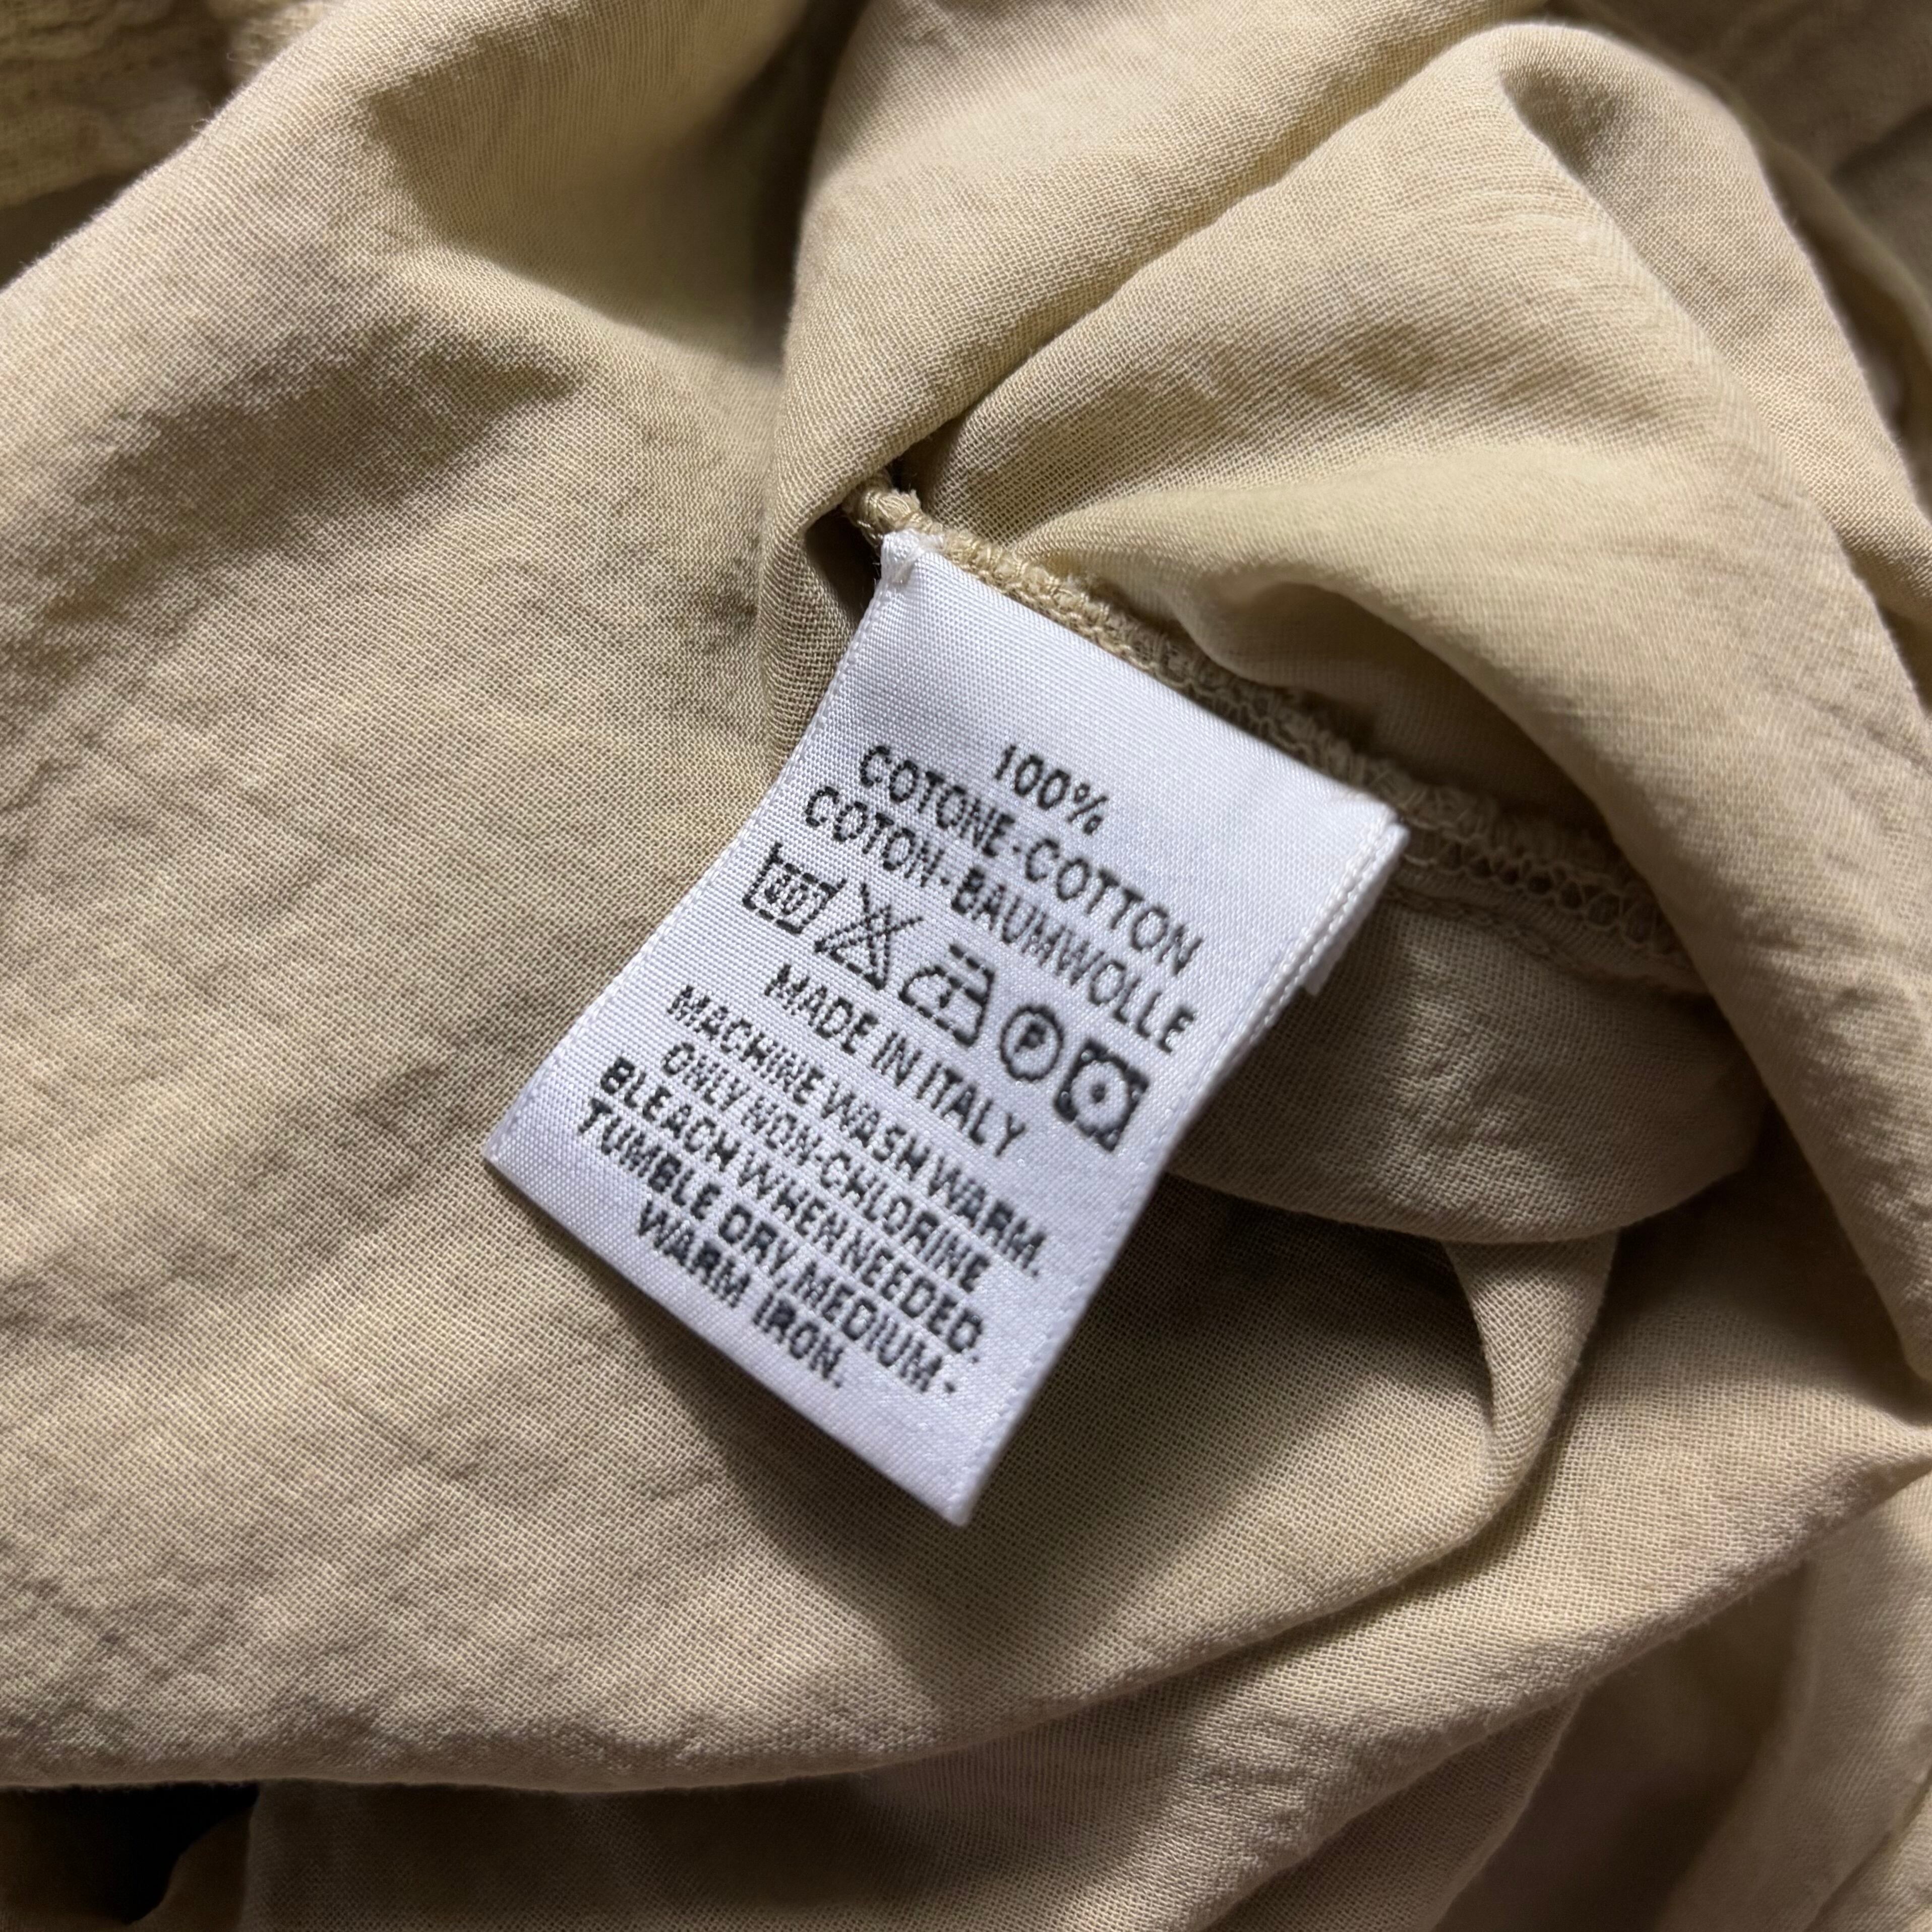 100%
COTONE-COTTON
COTON-BAUMWOLLE
40 P
MADE IN ITALY
MACHINE WASH WARM.
ONLY NON-CHLORINE
BLEACH WHEN NEEDED.
TUMBLE DRY, MEDIUM-
WARM IRON.